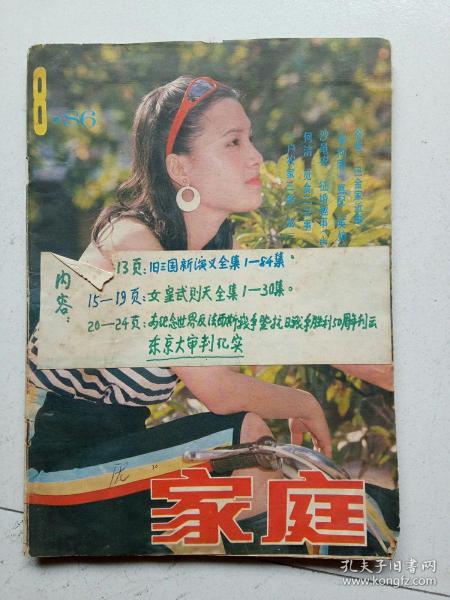 8
86
内容:
13页:旧三国新演义全集1—84集。
15—19页:女皇武则天全集1—30集。
20—24页:为纪念世界反法西斯战争暨抗日战争胜利50周年刊云
东京大审判纪实
家庭
孔夫子旧书网
www.kongfz.com